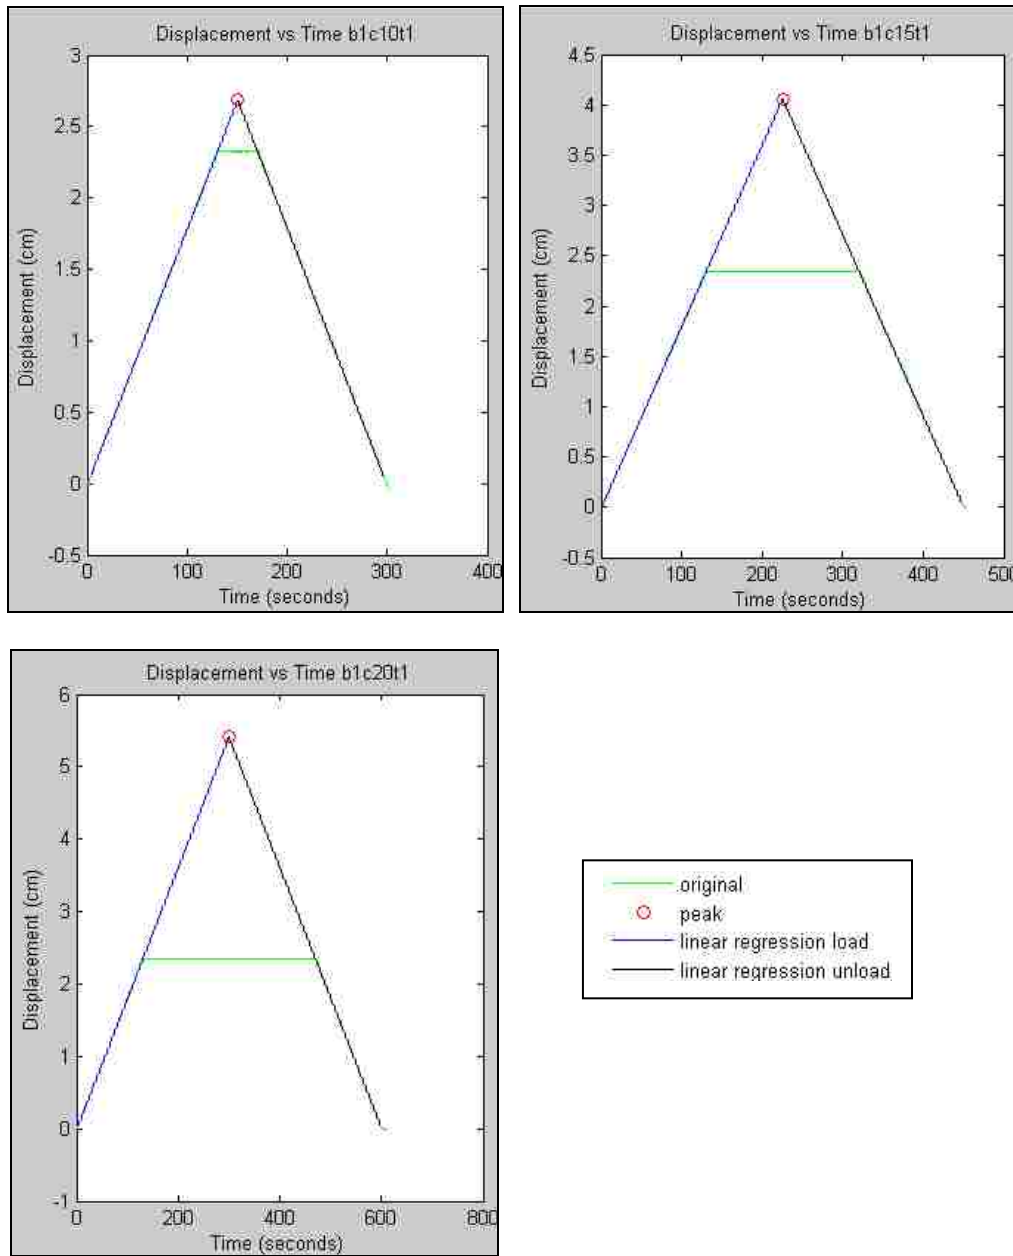 Displacement vs Time b1c10t1
3
2.5
2
1.5
1
0.5
0
-0.5
0 100 200 300 400
Displacement (cm)
Time (seconds)
Displacement vs Time b1c15t1
4.5
4
3.5
3
2.5
2
1.5
1
0.5
0
-0.5
0 100 200 300 400 500
Displacement (cm)
Time (seconds)
Displacement vs Time b1c20t1
6
5
4
3
2
1
0
-1
0 200 400 600 800
Displacement (cm)
Time (seconds)
original
peak
linear regression load
linear regression unload